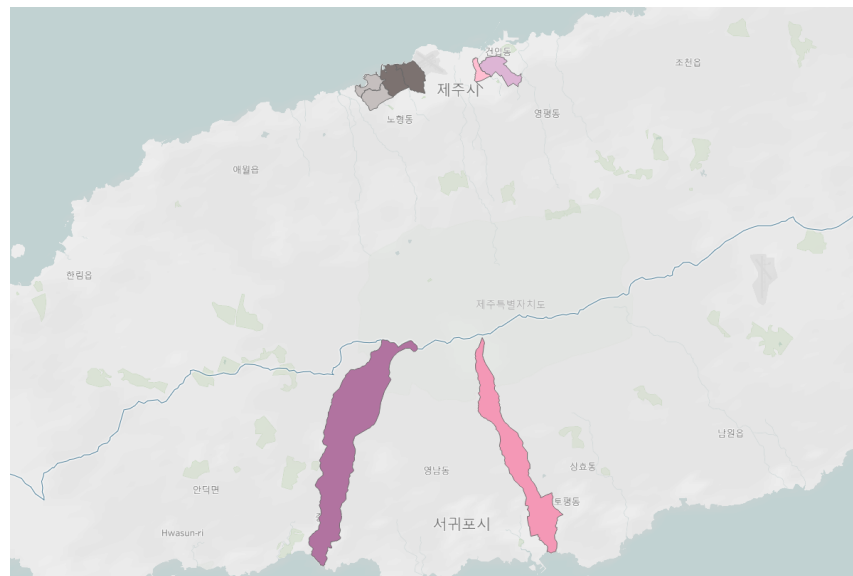 건입동
조천읍
제주시
노형동
영평동
애월읍
한림읍
제주특별자치도
남원읍
영남동
상효동
안덕면
토평동
서귀포시
Hwasun-ri